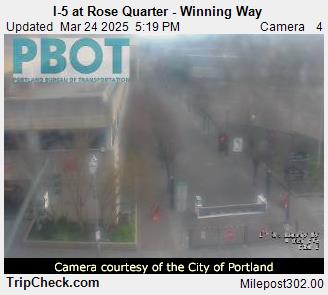 I-5 at Rose Quarter - Winning Way
Updated Mar 24 2025 5:19 PM Camera 4
PBOT
PORTLAND BUREAU OF TRANSPORTATION
Camera courtesy of the City of Portland
TripCheck.com Milepost302.00